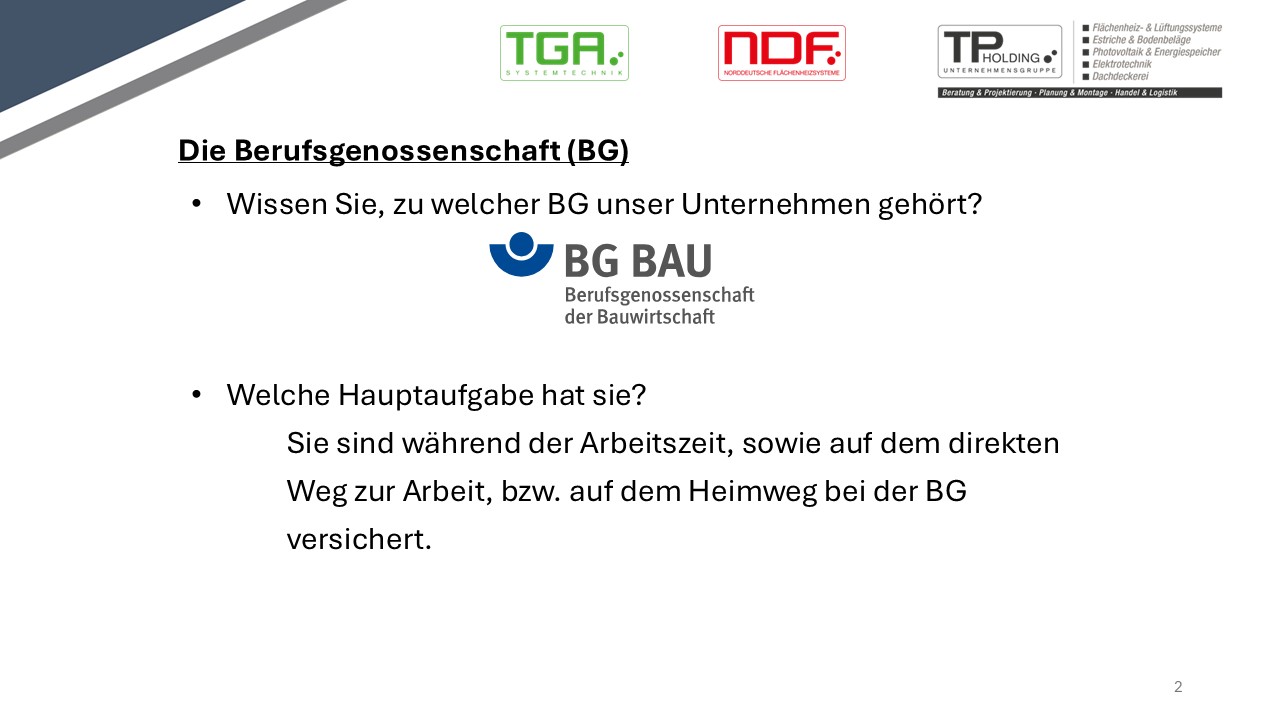 TGA
SYSTEMTECHNIK
NDF
NORDDEUTSCHE FLÄCHENHEIZSYSTEME
TP HOLDING
UNTERNEHMENSGRUPPE
Flächenheiz- & Lüftungssysteme
Estriche & Bodenbeläge
Photovoltaik & Energiespeicher
Elektrotechnik
Dachdeckerei
Beratung & Projektierung · Planung & Montage · Handel & Logistik
Die Berufsgenossenschaft (BG)
• Wissen Sie, zu welcher BG unser Unternehmen gehört?
BG BAU
Berufsgenossenschaft
der Bauwirtschaft
• Welche Hauptaufgabe hat sie?
Sie sind während der Arbeitszeit, sowie auf dem direkten
Weg zur Arbeit, bzw. auf dem Heimweg bei der BG
versichert.
2